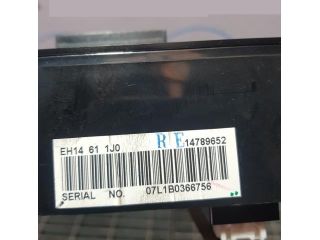 EH14 61 1J0 R E 14789652
SERIAL NO. 07L1B0366756